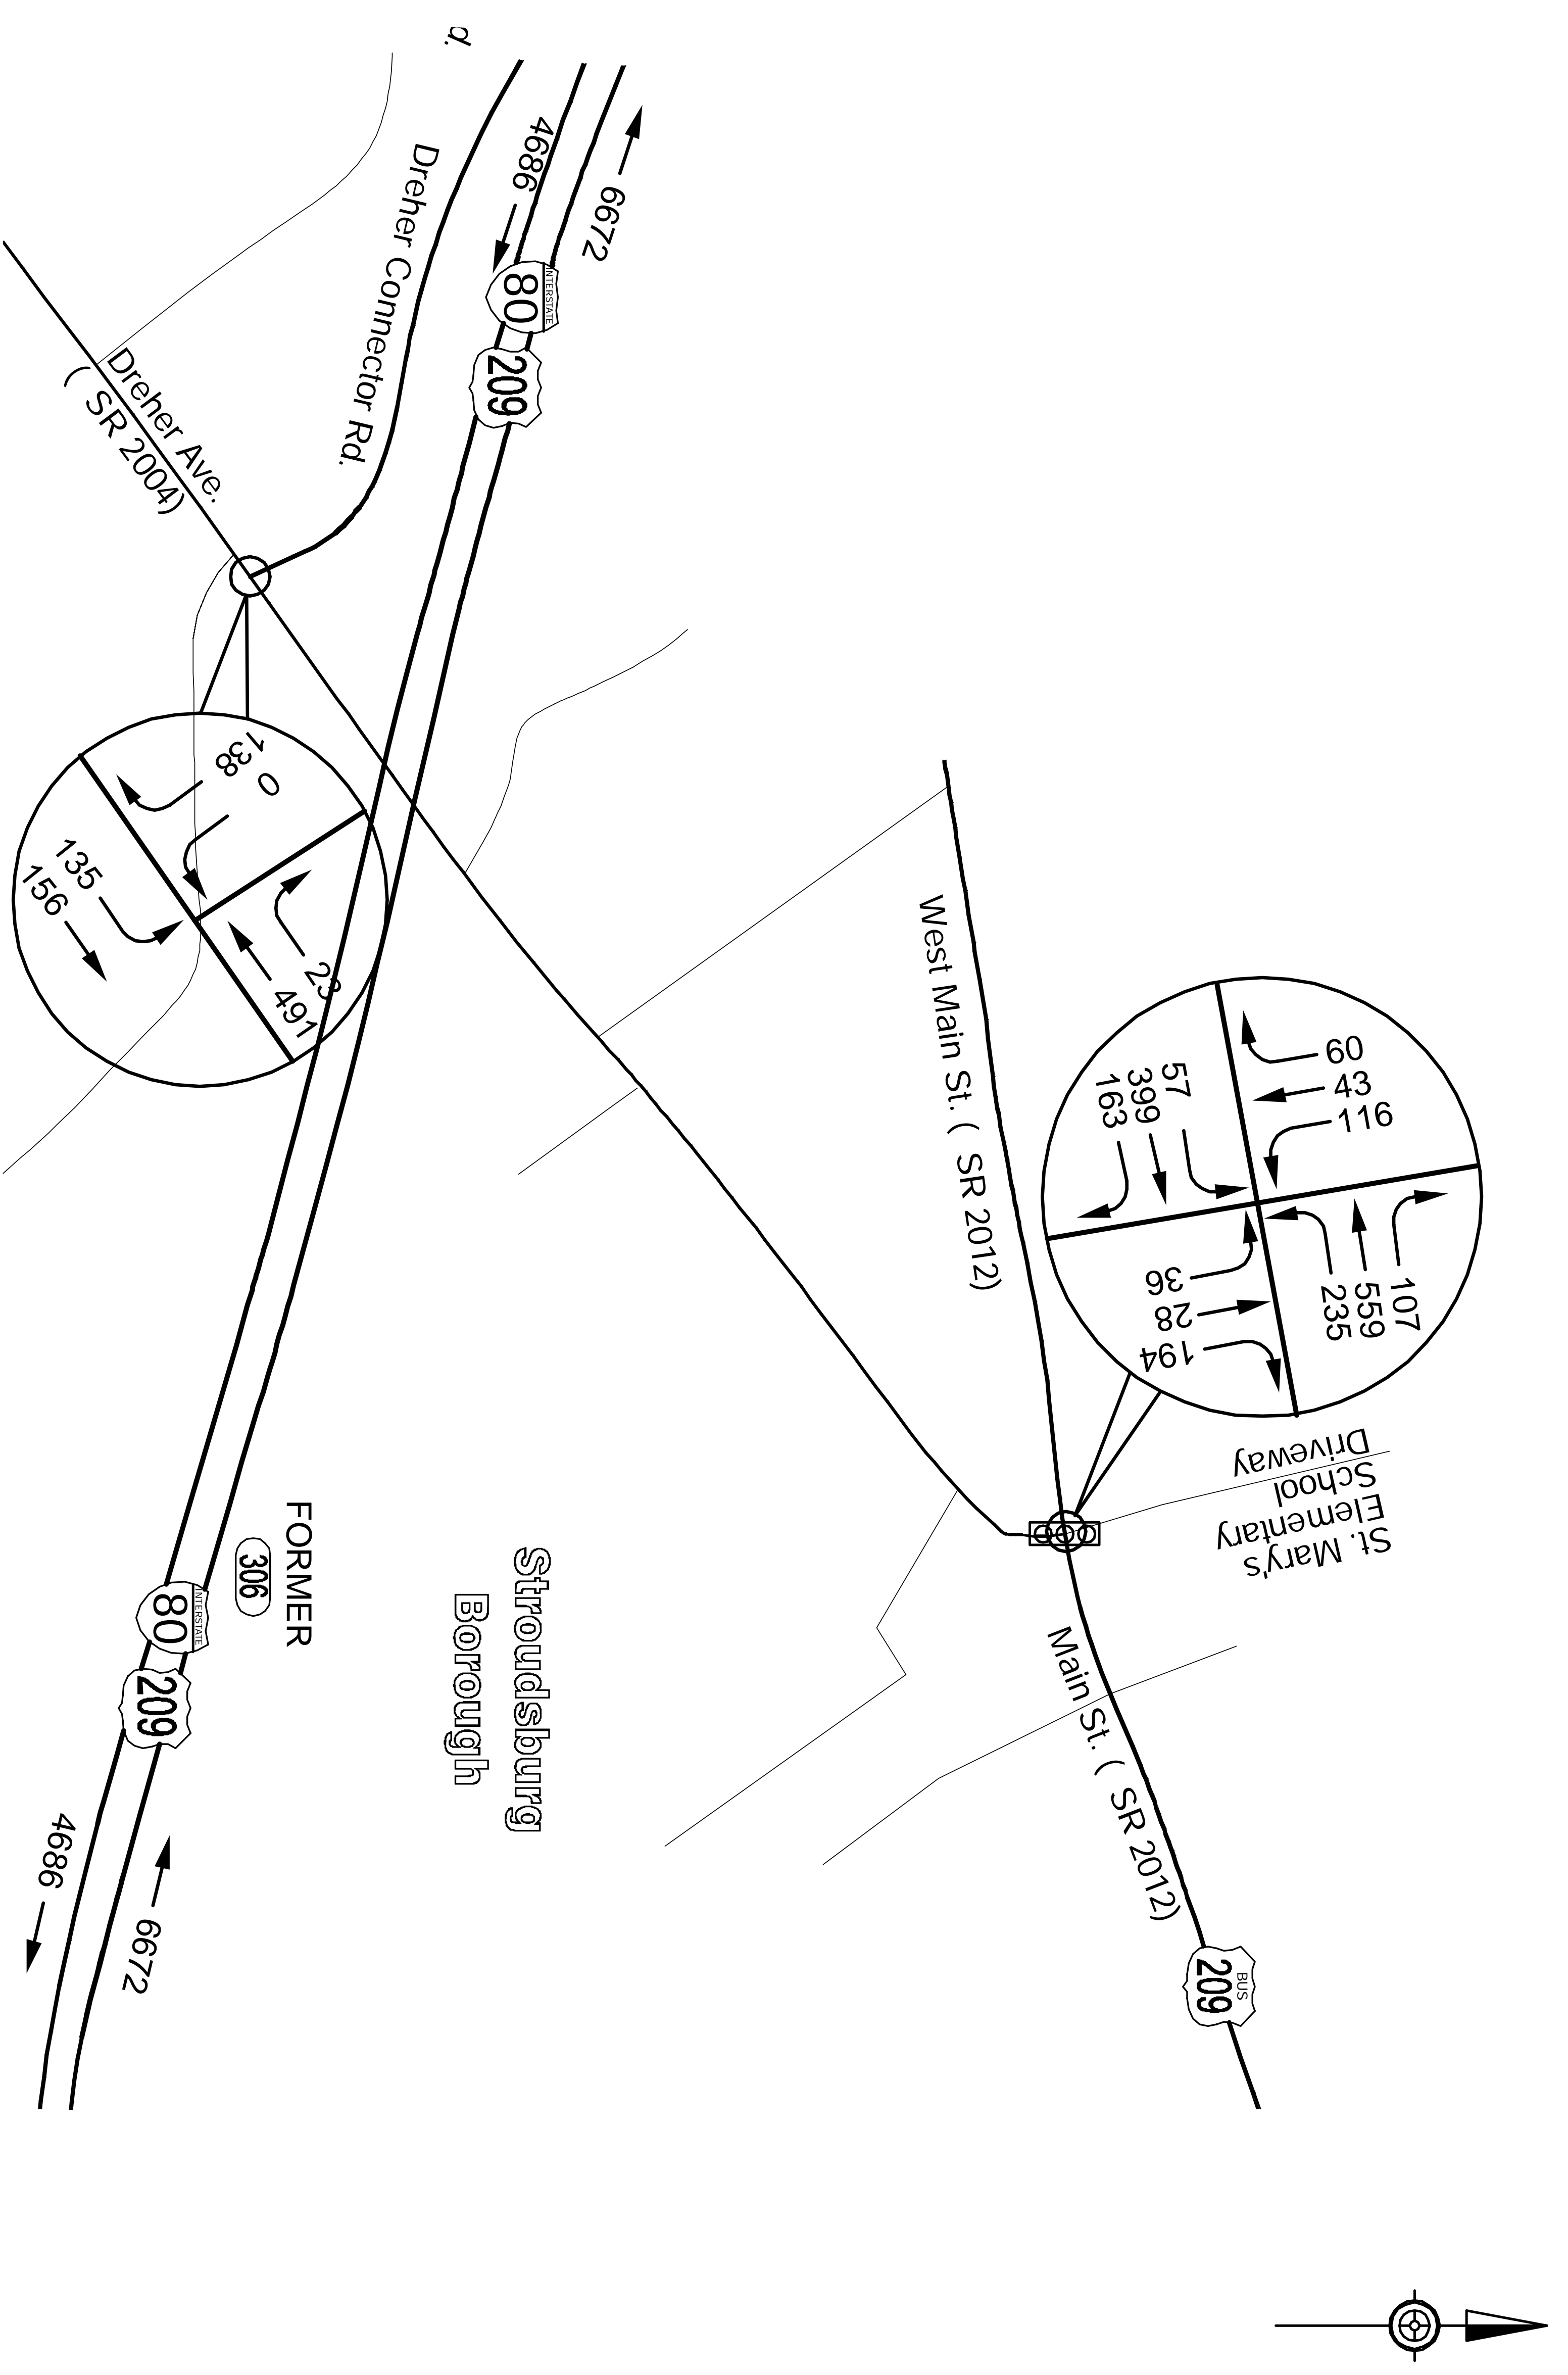 d.
Dreher Connector Rd.
4686
6672
INTERSTATE
80
209
Dreher Ave.
( SR 2004)
138
0
135
156
23
491
West Main St. ( SR 2012)
60
43
116
57
399
163
36
28
194
107
559
235
St. Mary's
Elementary
School
Driveway
FORMER
306
Stroudsburg
Borough
INTERSTATE
80
209
Main St. ( SR 2012)
4686
6672
BUS
209